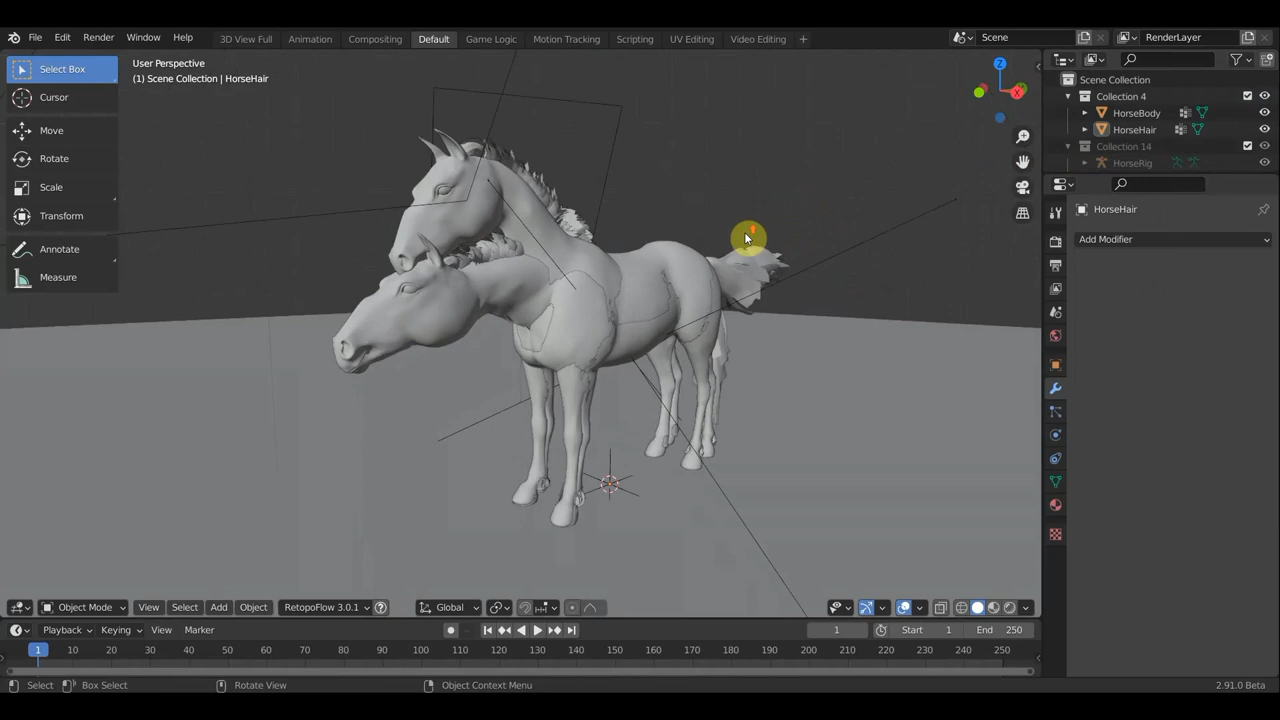 File Edit Render Window Help 3D View Full Animation Compositing Default Game Logic Motion Tracking Scripting UV Editing Video Editing + Scene RenderLayer
Select Box
Cursor
Move
Rotate
Scale
Transform
Annotate
Measure
User Perspective
(1) Scene Collection | HorseHair
Z
X
Scene Collection
Collection 4
HorseBody
HorseHair
Collection 14
HorseRig
HorseHair
Add Modifier
Object Mode View Select Add Object RetopoFlow 3.0.1 ? Global
Playback Keying View Marker 1 Start 1 End 250
1 10 20 30 40 50 60 70 80 90 100 110 120 130 140 150 160 170 180 190 200 210 220 230 240 250
Select Box Select Rotate View Object Context Menu 2.91.0 Beta